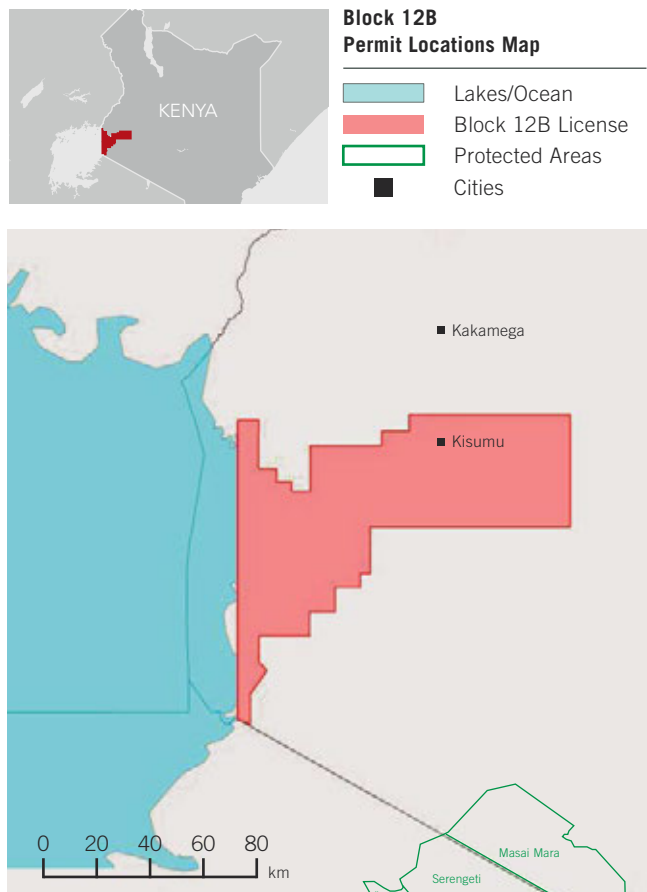 Block 12B
Permit Locations Map
KENYA
Lakes/Ocean
Block 12B License
Protected Areas
Cities
Kakamega
Kisumu
0 20 40 60 80
km
Masai Mara
Serengeti